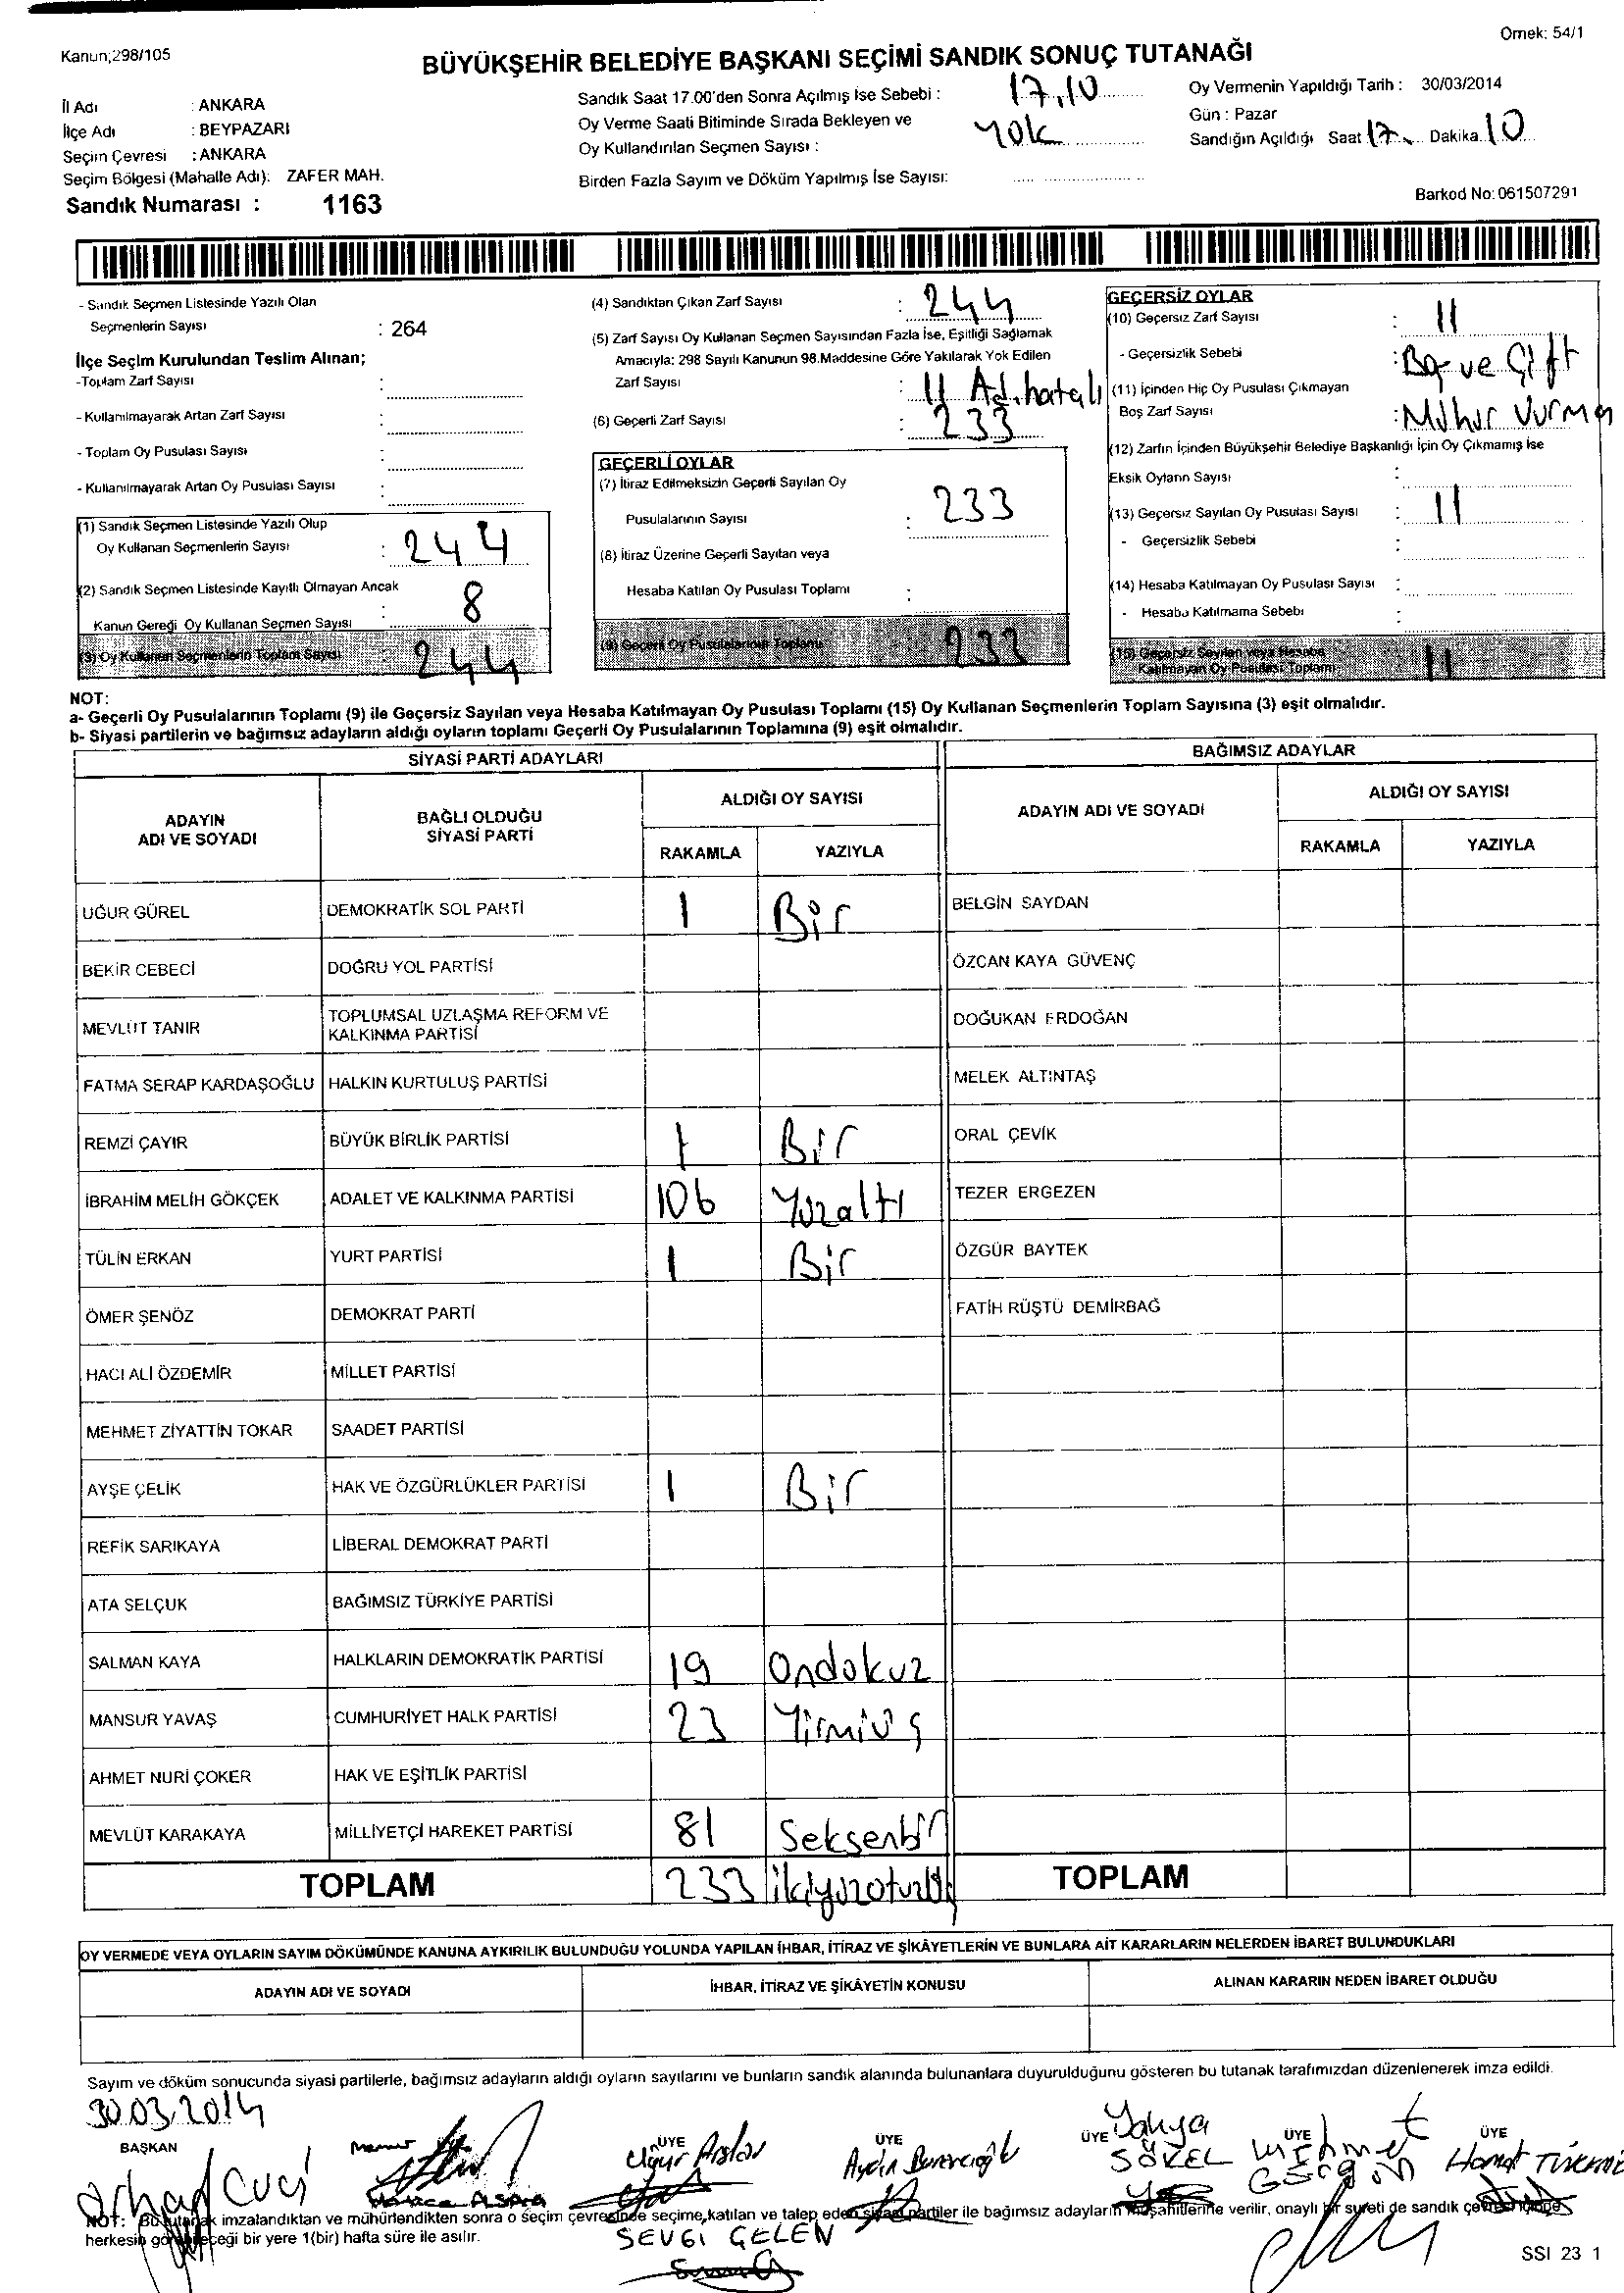 Kanun;298/105
Örnek: 54/1
BÜYÜKŞEHİR BELEDİYE BAŞKANI SEÇİMİ SANDIK SONUÇ TUTANAĞI
İl Adı : ANKARA
İlçe Adı : BEYPAZARI
Seçim Çevresi : ANKARA
Seçim Bölgesi (Mahalle Adı): ZAFER MAH.
Sandık Numarası : 1163
Sandık Saat 17.00'den Sonra Açılmış İse Sebebi : 17.10
Oy Verme Saati Bitiminde Sırada Bekleyen ve
Oy Kullandırılan Seçmen Sayısı : Yok
Birden Fazla Sayım ve Döküm Yapılmış İse Sayısı:
Oy Vermenin Yapıldığı Tarih : 30/03/2014
Gün : Pazar
Sandığın Açıldığı Saat 17 Dakika 10
Barkod No: 061507291
- Sandık Seçmen Listesinde Yazılı Olan
Seçmenlerin Sayısı : 264
İlçe Seçim Kurulundan Teslim Alınan;
-Toplam Zarf Sayısı :
- Kullanılmayarak Artan Zarf Sayısı :
- Toplam Oy Pusulası Sayısı :
- Kullanılmayarak Artan Oy Pusulası Sayısı :
(1) Sandık Seçmen Listesinde Yazılı Olup
Oy Kullanan Seçmenlerin Sayısı : 244
(2) Sandık Seçmen Listesinde Kayıtlı Olmayan Ancak
Kanun Gereği Oy Kullanan Seçmen Sayısı : 8
(3) Oy Kullanan Seçmenlerin Toplam Sayısı : 244
(4) Sandıktan Çıkan Zarf Sayısı : 244
(5) Zarf Sayısı Oy Kullanan Seçmen Sayısından Fazla İse, Eşitliği Sağlamak
Amacıyla: 298 Sayılı Kanunun 98.Maddesine Göre Yakılarak Yok Edilen
Zarf Sayısı : 11 Ad. hatalı
(6) Geçerli Zarf Sayısı : 233
GEÇERLİ OYLAR
(7) İtiraz Edilmeksizin Geçerli Sayılan Oy
Pusulalarının Sayısı : 233
(8) İtiraz Üzerine Geçerli Sayılan veya
Hesaba Katılan Oy Pusulası Toplamı :
(9) Geçerli Oy Pusulalarının Toplamı : 233
GEÇERSİZ OYLAR
(10) Geçersiz Zarf Sayısı : 11
- Geçersizlik Sebebi : Boş ve Çift
(11) İçinden Hiç Oy Pusulası Çıkmayan
Boş Zarf Sayısı : Mühür Vurma
(12) Zarfın İçinden Büyükşehir Belediye Başkanlığı İçin Oy Çıkmamış İse
Eksik Oyların Sayısı :
(13) Geçersiz Sayılan Oy Pusulası Sayısı : 11
- Geçersizlik Sebebi :
(14) Hesaba Katılmayan Oy Pusulası Sayısı :
- Hesaba Katılmama Sebebi :
(15) Geçersiz Sayılan veya Hesaba
Katılmayan Oy Pusulası Toplamı 11
NOT:
a- Geçerli Oy Pusulalarının Toplamı (9) ile Geçersiz Sayılan veya Hesaba Katılmayan Oy Pusulası Toplamı (15) Oy Kullanan Seçmenlerin Toplam Sayısına (3) eşit olmalıdır.
b- Siyasi partilerin ve bağımsız adayların aldığı oyların toplamı Geçerli Oy Pusulalarının Toplamına (9) eşit olmalıdır.
SİYASİ PARTİ ADAYLARI
ADAYIN ADI VE SOYADI
BAĞLI OLDUĞU SİYASİ PARTİ
ALDIĞI OY SAYISI
RAKAMLA YAZIYLA
UĞUR GÜREL DEMOKRATİK SOL PARTİ 1 Bir
BEKİR CEBECİ DOĞRU YOL PARTİSİ
MEVLÜT TANIR TOPLUMSAL UZLAŞMA REFORM VE KALKINMA PARTİSİ
FATMA SERAP KARDAŞOĞLU HALKIN KURTULUŞ PARTİSİ
REMZİ ÇAYIR BÜYÜK BİRLİK PARTİSİ 1 Bir
İBRAHİM MELİH GÖKÇEK ADALET VE KALKINMA PARTİSİ 106 Yüzaltı
TÜLİN ERKAN YURT PARTİSİ 1 Bir
ÖMER ŞENÖZ DEMOKRAT PARTİ
HACI ALİ ÖZDEMİR MİLLET PARTİSİ
MEHMET ZİYATTİN TOKAR SAADET PARTİSİ
AYŞE ÇELİK HAK VE ÖZGÜRLÜKLER PARTİSİ 1 Bir
REFİK SARIKAYA LİBERAL DEMOKRAT PARTİ
ATA SELÇUK BAĞIMSIZ TÜRKİYE PARTİSİ
SALMAN KAYA HALKLARIN DEMOKRATİK PARTİSİ 19 Ondokuz
MANSUR YAVAŞ CUMHURİYET HALK PARTİSİ 23 Yirmiüç
AHMET NURİ ÇOKER HAK VE EŞİTLİK PARTİSİ
MEVLÜT KARAKAYA MİLLİYETÇİ HAREKET PARTİSİ 81 Seksenbir
TOPLAM 233
BAĞIMSIZ ADAYLAR
ADAYIN ADI VE SOYADI
ALDIĞI OY SAYISI
RAKAMLA YAZIYLA
BELGİN SAYDAN
ÖZCAN KAYA GÜVENÇ
DOĞUKAN ERDOĞAN
MELEK ALTINTAŞ
ORAL ÇEVİK
TEZER ERGEZEN
ÖZGÜR BAYTEK
FATİH RÜŞTÜ DEMİRBAĞ
TOPLAM
OY VERMEDE VEYA OYLARIN SAYIM DÖKÜMÜNDE KANUNA AYKIRILIK BULUNDUĞU YOLUNDA YAPILAN İHBAR, İTİRAZ VE ŞİKÂYETLERİN VE BUNLARA AİT KARARLARIN NELERDEN İBARET BULUNDUKLARI
ADAYIN ADI VE SOYADI İHBAR, İTİRAZ VE ŞİKÂYETİN KONUSU ALINAN KARARIN NEDEN İBARET OLDUĞU
Sayım ve döküm sonucunda siyasi partilerle, bağımsız adayların aldığı oyların sayılarını ve bunların sandık alanında bulunanlara duyurulduğunu gösteren bu tutanak tarafımızdan düzenlenerek imza edildi.
30.03.2014
BAŞKAN ÜYE ÜYE ÜYE ÜYE ÜYE
Uğur Arslan Aydın Yahya SÖZEL Mehmet
NOT: Bu tutanak imzalandıktan ve mühürlendikten sonra o seçim çevresinde seçime katılan ve talep eden siyasi partiler ile bağımsız adayların müşahitlerine verilir, onaylı bir sureti de sandık çevresi içinde
herkesin görebileceği bir yere 1(bir) hafta süre ile asılır.
SEVGİ GELEN
SSI 23 1